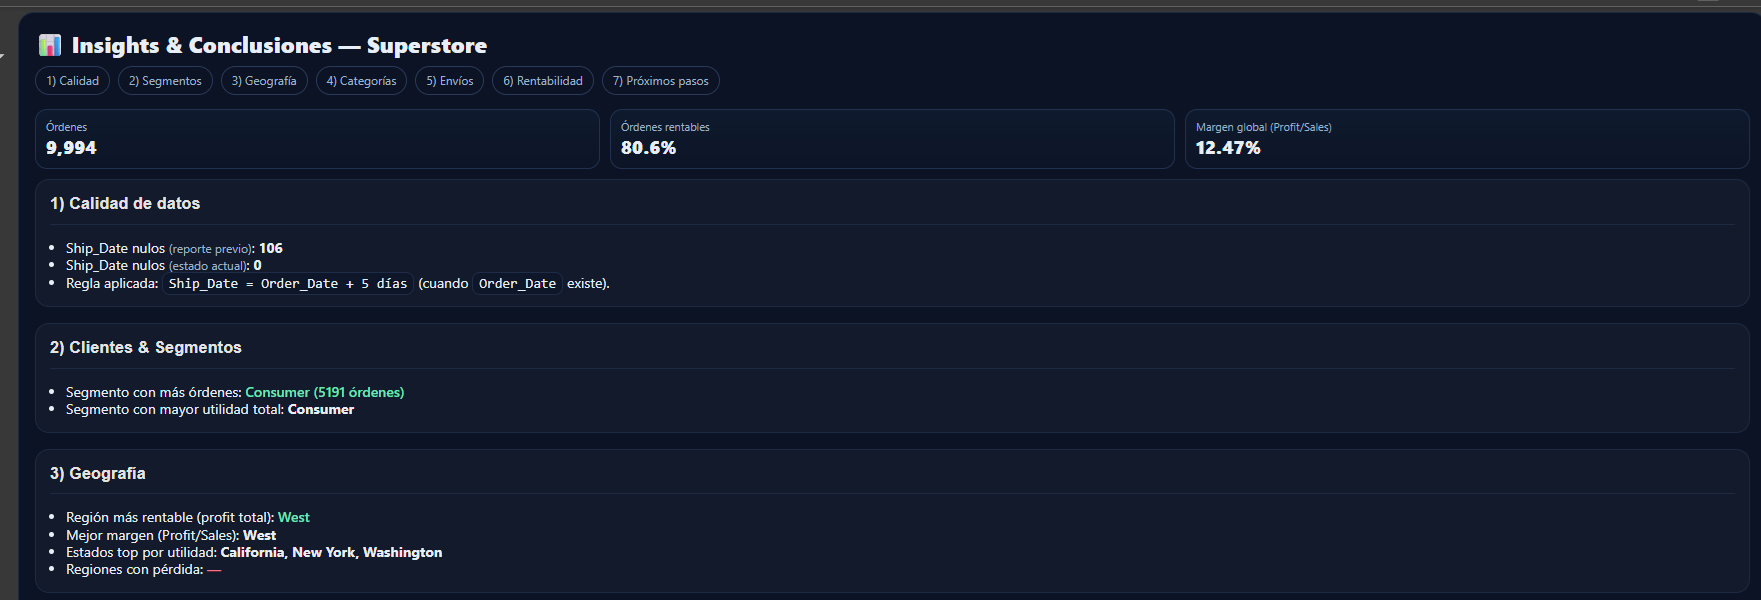 📊 Insights & Conclusiones — Superstore
1) Calidad
2) Segmentos
3) Geografía
4) Categorías
5) Envíos
6) Rentabilidad
7) Próximos pasos
Órdenes
9,994
Órdenes rentables
80.6%
Margen global (Profit/Sales)
12.47%
1) Calidad de datos
• Ship_Date nulos (reporte previo): 106
• Ship_Date nulos (estado actual): 0
• Regla aplicada: Ship_Date = Order_Date + 5 días (cuando Order_Date existe).
2) Clientes & Segmentos
• Segmento con más órdenes: Consumer (5191 órdenes)
• Segmento con mayor utilidad total: Consumer
3) Geografía
• Región más rentable (profit total): West
• Mejor margen (Profit/Sales): West
• Estados top por utilidad: California, New York, Washington
• Regiones con pérdida: —